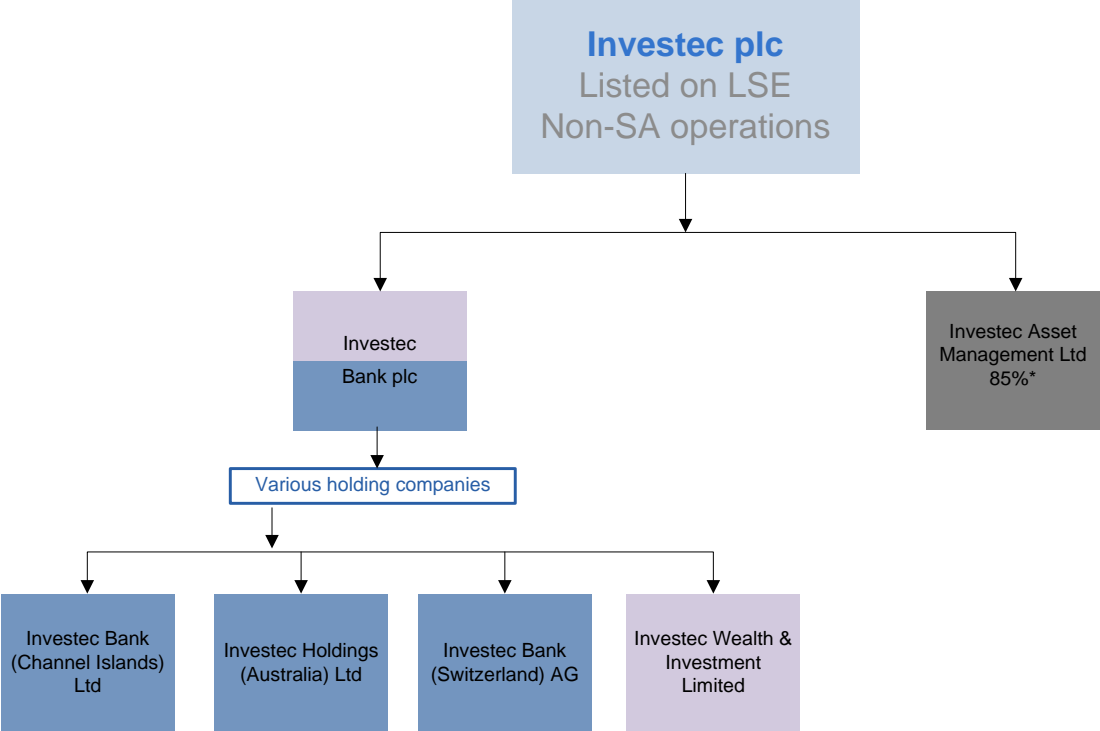 Investec plc
Listed on LSE
Non-SA operations
Investec
Bank plc
Investec Asset
Management Ltd
85%*
Various holding companies
Investec Bank
(Channel Islands)
Ltd
Investec Holdings
(Australia) Ltd
Investec Bank
(Switzerland) AG
Investec Wealth &
Investment
Limited